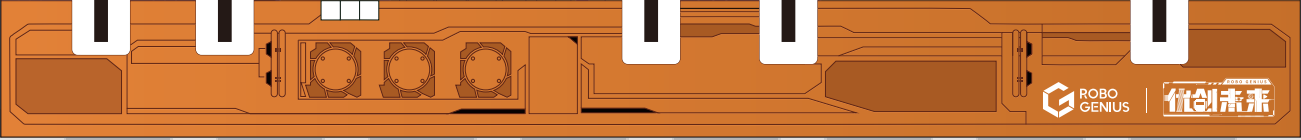 ROBO
GENIUS
ROBO GENIUS
优创未来